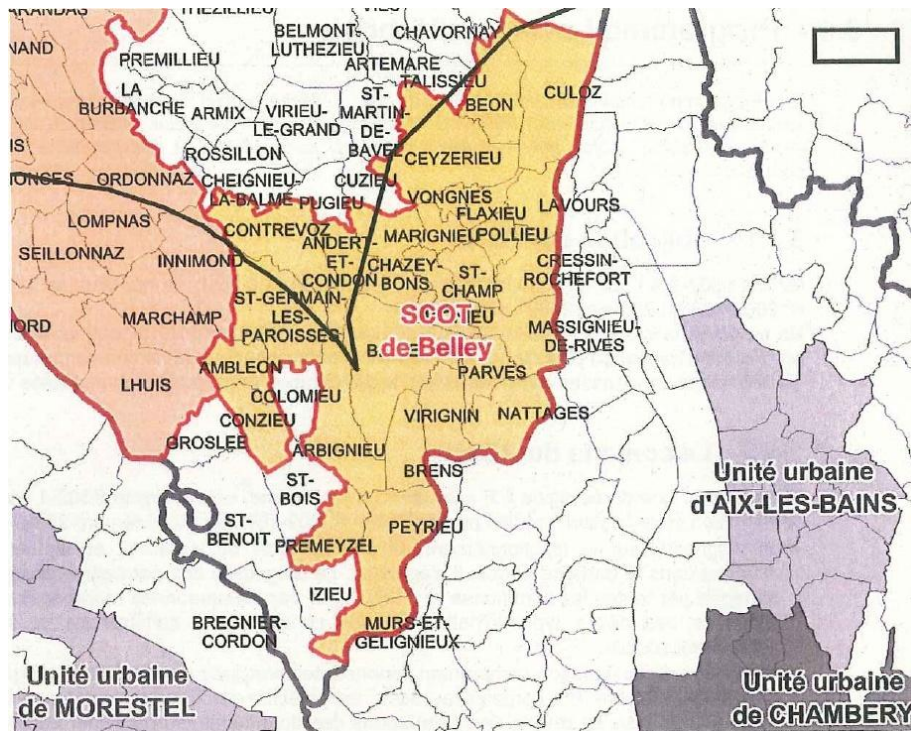 ARANDAS
THEZILLIEU
BELMONT-
LUTHEZIEU
CHAVORNAY
NAND
PREMILLIEU
ARTEMARE
TALISSIEU
LA
BURBANCHE
ARMIX
VIRIEU-
LE-GRAND
ST-
MARTIN-
DE-
BAVEL
BEON
CULOZ
ROSSILLON
CEYZERIEU
ONGES
ORDONNAZ
CHEIGNIEU-
LA-BALME
CUZIEU
PUGIEU
VONGNES
FLAXIEU
LAVOURS
LOMPNAS
CONTREVOZ
ANDERT-
ET-
CONDON
MARIGNIEU
POLLIEU
SEILLONNAZ
INNIMOND
CHAZEY-
BONS
ST-
CHAMP
CRESSIN-
ROCHEFORT
ST-GERMAIN-
LES-
PAROISSES
MARCHAMP
SCOT
de Belley
MASSIGNIEU-
DE-RIVES
NORD
AMBLEON
PARVES
LHUIS
COLOMIEU
CONZIEU
VIRIGNIN
NATTAGES
GROSLEE
ARBIGNIEU
BRENS
ST-
BOIS
Unité urbaine
d'AIX-LES-BAINS
ST-
BENOIT
PEYRIEU
PREMEYZEL
IZIEU
BREGNIER-
CORDON
MURS-ET-
GELIGNIEUX
Unité urbaine
de MORESTEL
Unité urbaine
de CHAMBERY